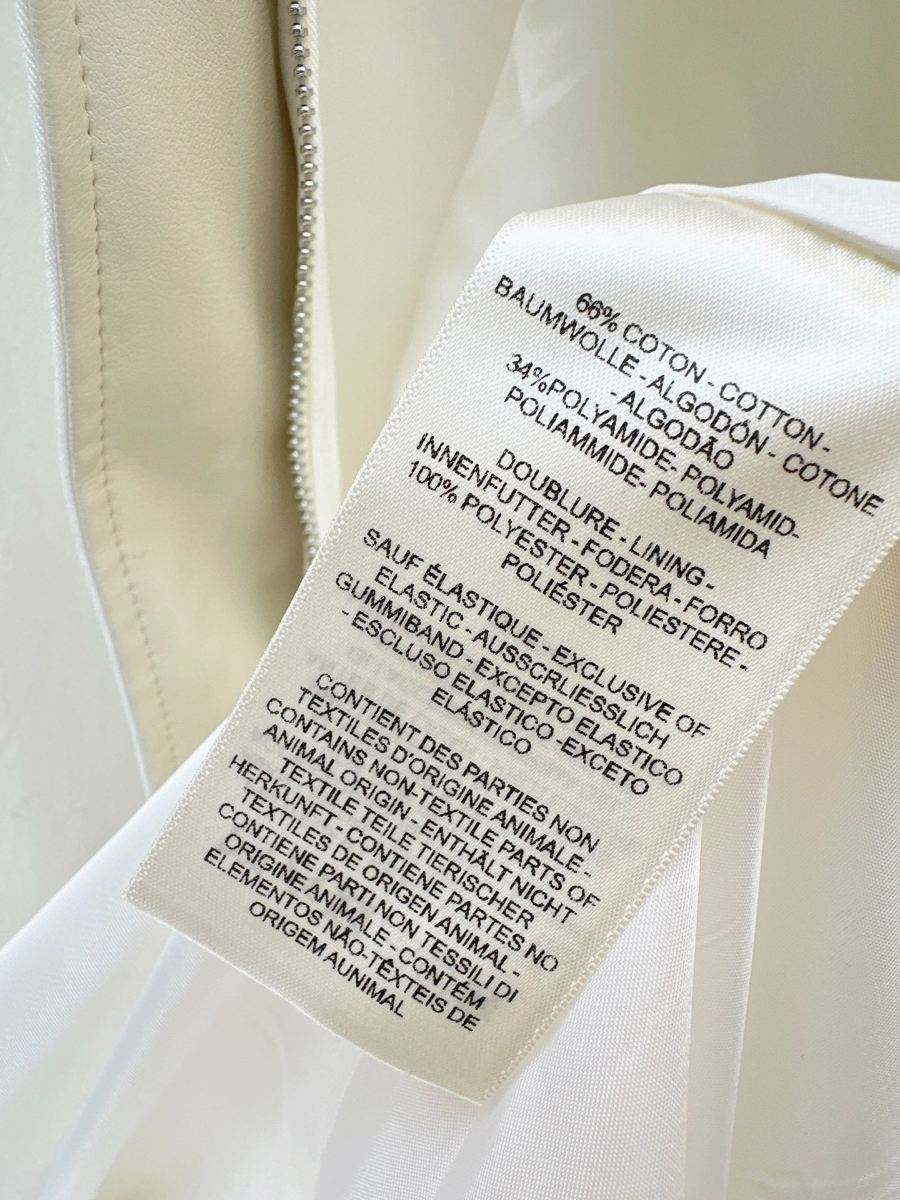 66% COTON - COTTON -
BAUMWOLLE - ALGODÓN - COTONE
- ALGODÃO
34%POLYAMIDE- POLYAMID-
POLIAMMIDE- POLIAMIDA
DOUBLURE - LINING -
INNENFUTTER - FODERA - FORRO
100% POLYESTER - POLIESTERE -
POLIÉSTER
SAUF ÉLASTIQUE - EXCLUSIVE OF
ELASTIC - AUSSCRLIESSLICH
GUMMIBAND - EXCEPTO ELASTICO
- ESCLUSO ELASTICO -EXCETO
ELÁSTICO
CONTIENT DES PARTIES NON
TEXTILES D'ORIGINE ANIMALE -
CONTAINS NON-TEXTILE PARTS OF
ANIMAL ORIGIN - ENTHÄLT NICHT
TEXTILE TEILE TIERISCHER
HERKUNFT - CONTIENE PARTES NO
TEXTILES DE ORIGEN ANIMAL -
CONTIENE PARTI NON TESSILI DI
ORIGINE ANIMALE - CONTÉM
ELEMENTOS NÃO-TÊXTEIS DE
ORIGEM AUNIMAL